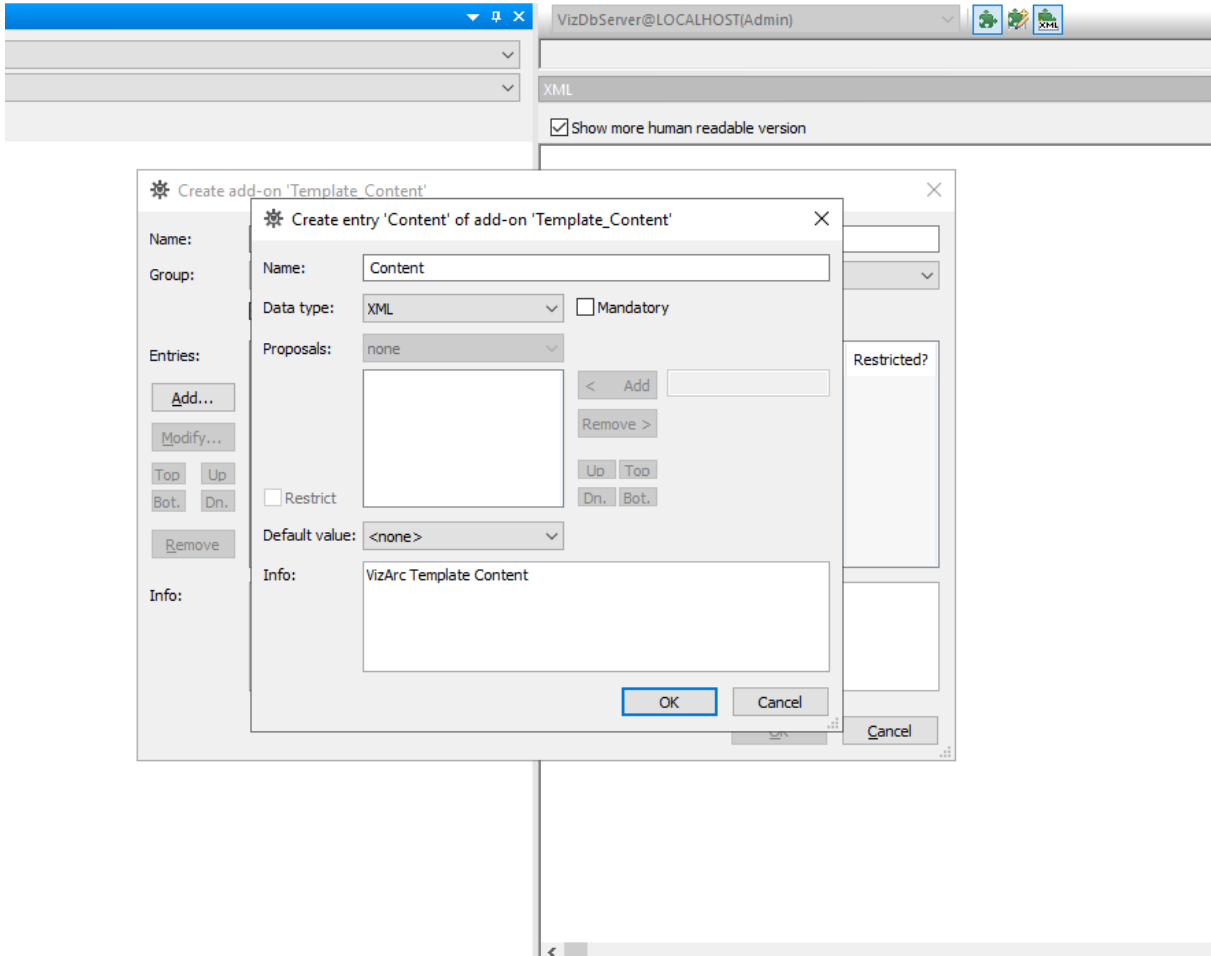 VizDbServer@LOCALHOST(Admin)
XML
XML
Show more human readable version
Create add-on 'Template_Content'
Create entry 'Content' of add-on 'Template_Content'
Name:
Group:
Entries:
Add...
Modify...
Top Up
Bot. Dn.
Remove
Info:
Name: Content
Data type: XML Mandatory
Proposals: none
< Add
Remove >
Up Top
Dn. Bot.
Restrict
Default value: <none>
Info: VizArc Template Content
OK Cancel
Restricted?
OK Cancel